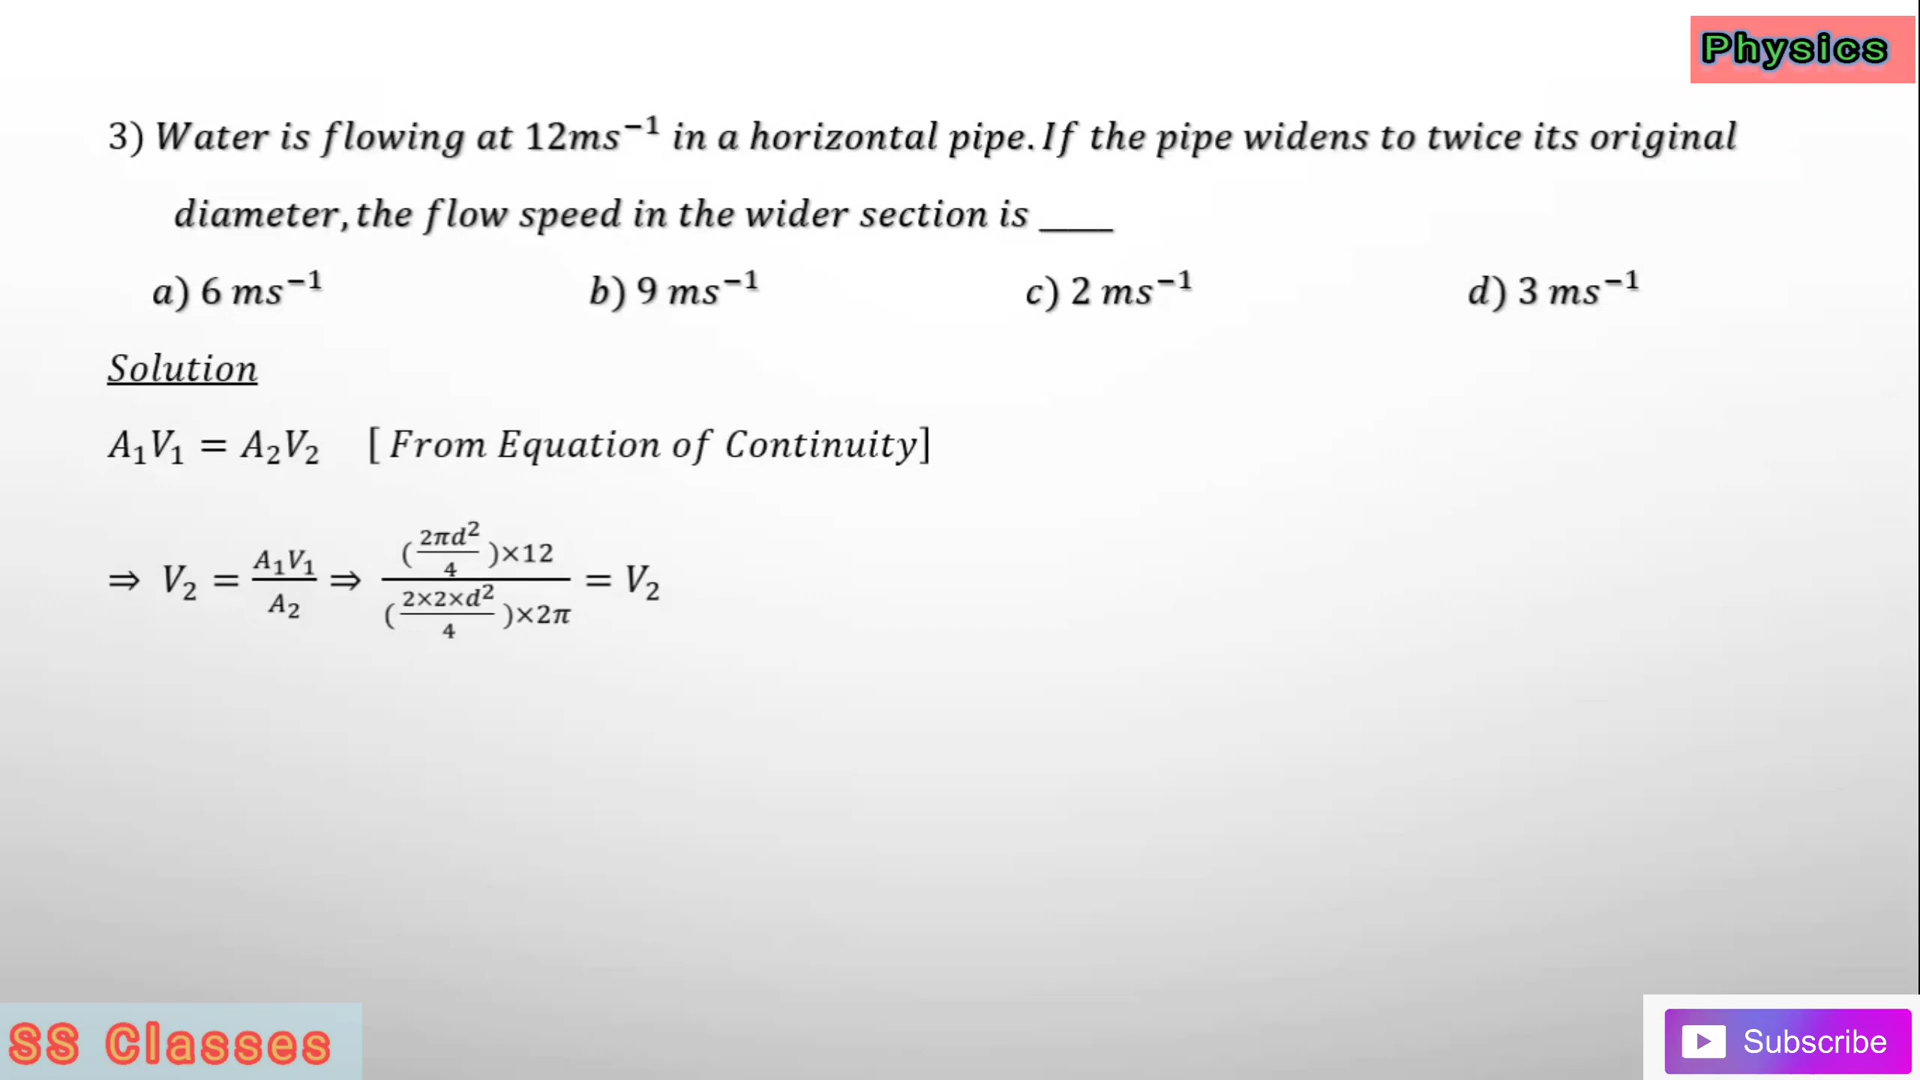 Physics
3) Water is flowing at 12ms⁻¹ in a horizontal pipe. If the pipe widens to twice its original
diameter, the flow speed in the wider section is ____
a) 6 ms⁻¹ b) 9 ms⁻¹ c) 2 ms⁻¹ d) 3 ms⁻¹
Solution
A₁V₁ = A₂V₂ [ From Equation of Continuity]
⇒ V₂ = A₁V₁/A₂ ⇒ ((2πd²/4)×12)/((2×2×d²/4)×2π) = V₂
SS Classes
Subscribe